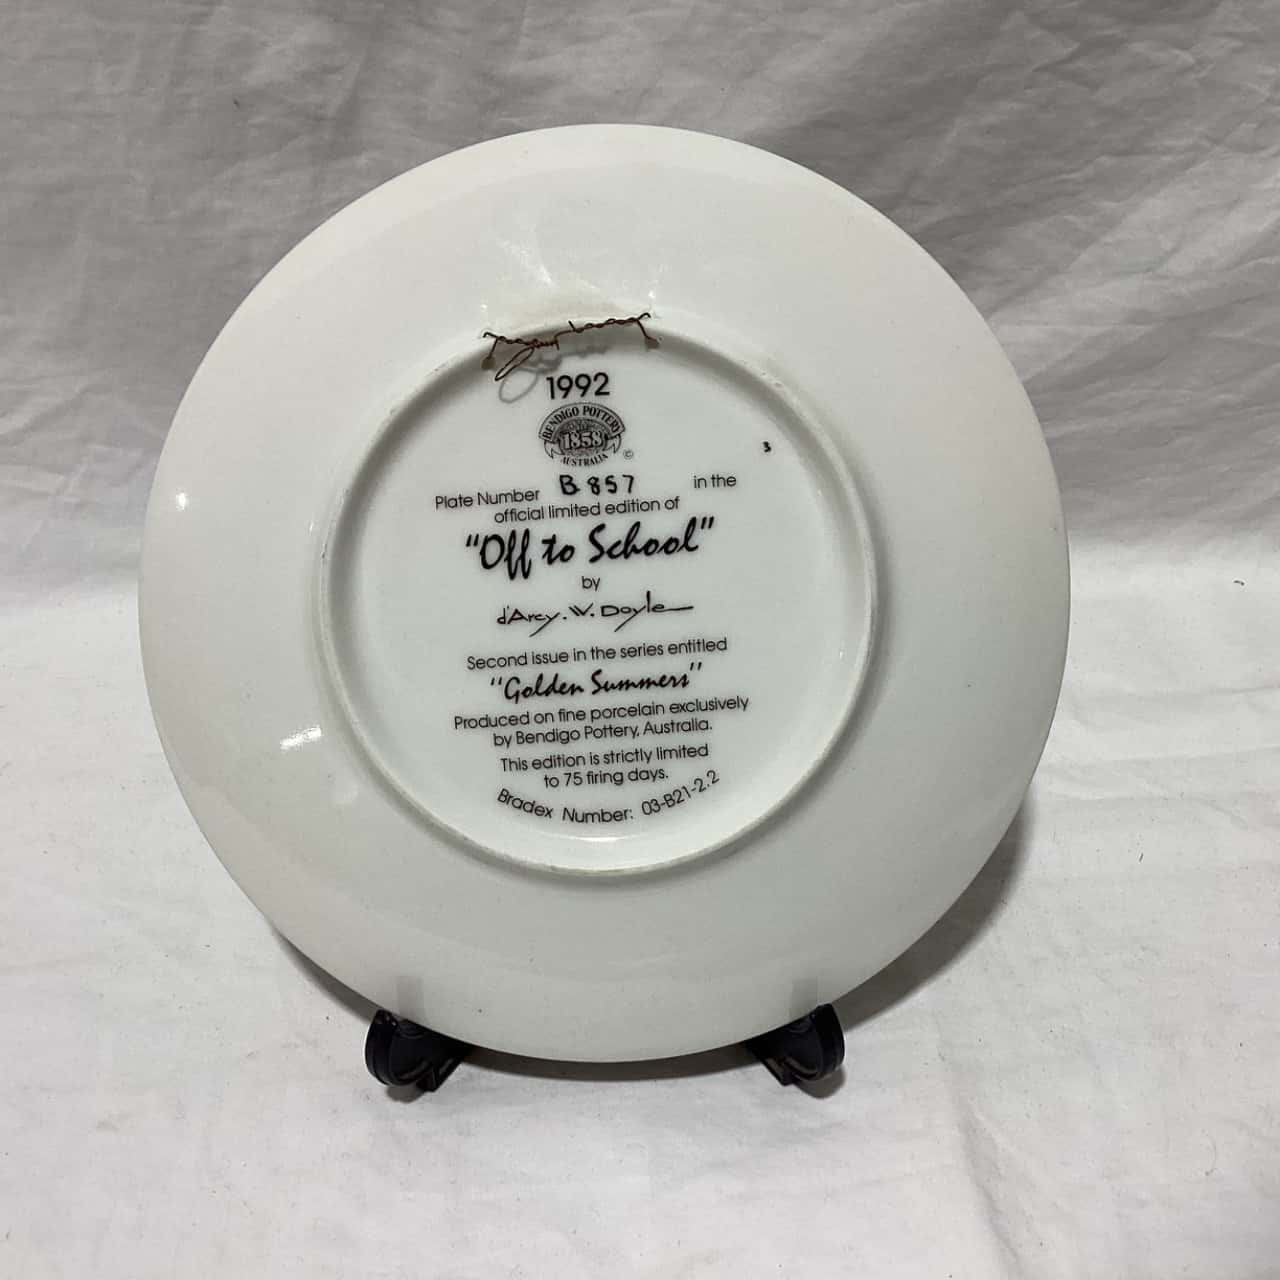 1992
BENDIGO POTTERY
1858
AUSTRALIA
©
3
Plate Number B857 in the
official limited edition of
"Off to School"
by
d'Arcy.W.Doyle
Second issue in the series entitled
"Golden Summers"
Produced on fine porcelain exclusively
by Bendigo Pottery, Australia.
This edition is strictly limited
to 75 firing days.
Bradex Number: 03-B21-2.2